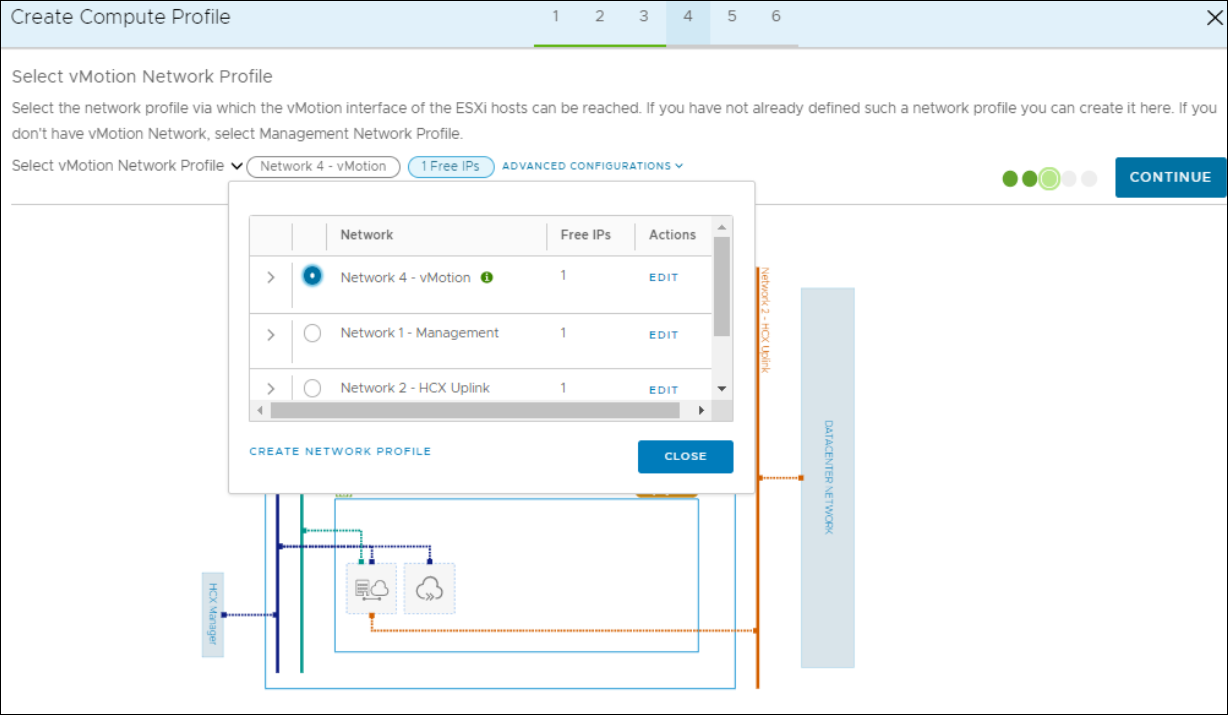 Create Compute Profile
1 2 3 4 5 6
Select vMotion Network Profile
Select the network profile via which the vMotion interface of the ESXi hosts can be reached. If you have not already defined such a network profile you can create it here. If you
don't have vMotion Network, select Management Network Profile.
Select vMotion Network Profile Network 4 - vMotion 1 Free IPs ADVANCED CONFIGURATIONS
CONTINUE
Network Free IPs Actions
Network 4 - vMotion 1 EDIT
Network 1 - Management 1 EDIT
Network 2 - HCX Uplink 1 EDIT
CREATE NETWORK PROFILE CLOSE
Network 2 - HCX Uplink
DATACENTER NETWORK
HCX Manager